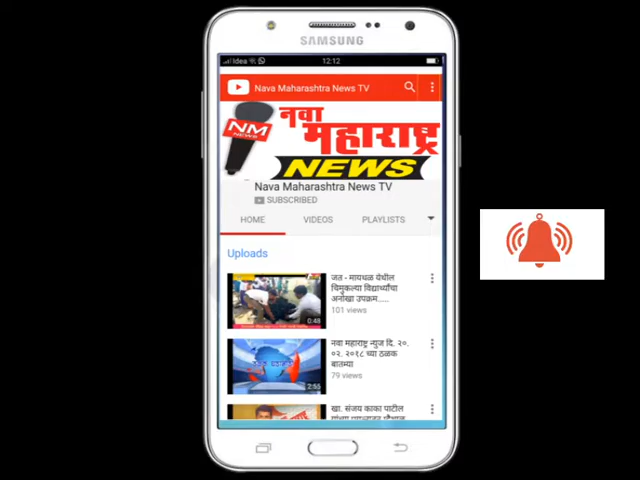 SAMSUNG
Idea
12:12
Nava Maharashtra News TV
नवा
महाराष्ट्र
NM
NEWS
NEWS
Nava Maharashtra News TV
SUBSCRIBED
HOME VIDEOS PLAYLISTS
Uploads
जत - मायथळ येथील
चिमुकल्या विद्यार्थ्यांचा
अनोखा उपक्रम.....
101 views
0:48
नवा महाराष्ट्र न्युज दि. २०.
०२. २०१८ च्या ठळक
बातम्या
79 views
2:55
खा. संजय काका पाटील